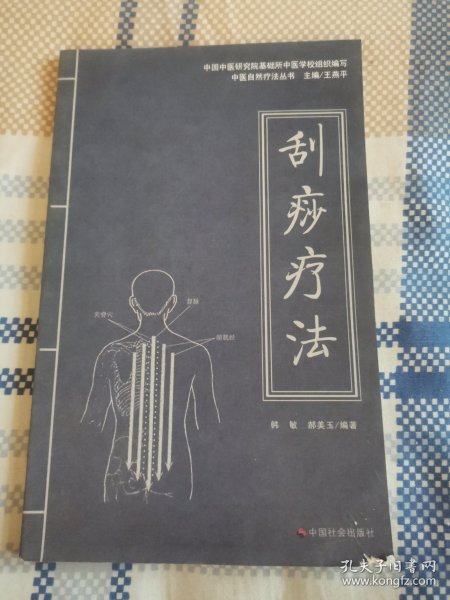 中国中医研究院基础所中医学校组织编写
中医自然疗法丛书 主编/王燕平
刮痧疗法
督脉
夹脊穴
膀胱经
韩 敏 郝美玉/编著
中国社会出版社
孔夫子旧书网
www.kongfz.com